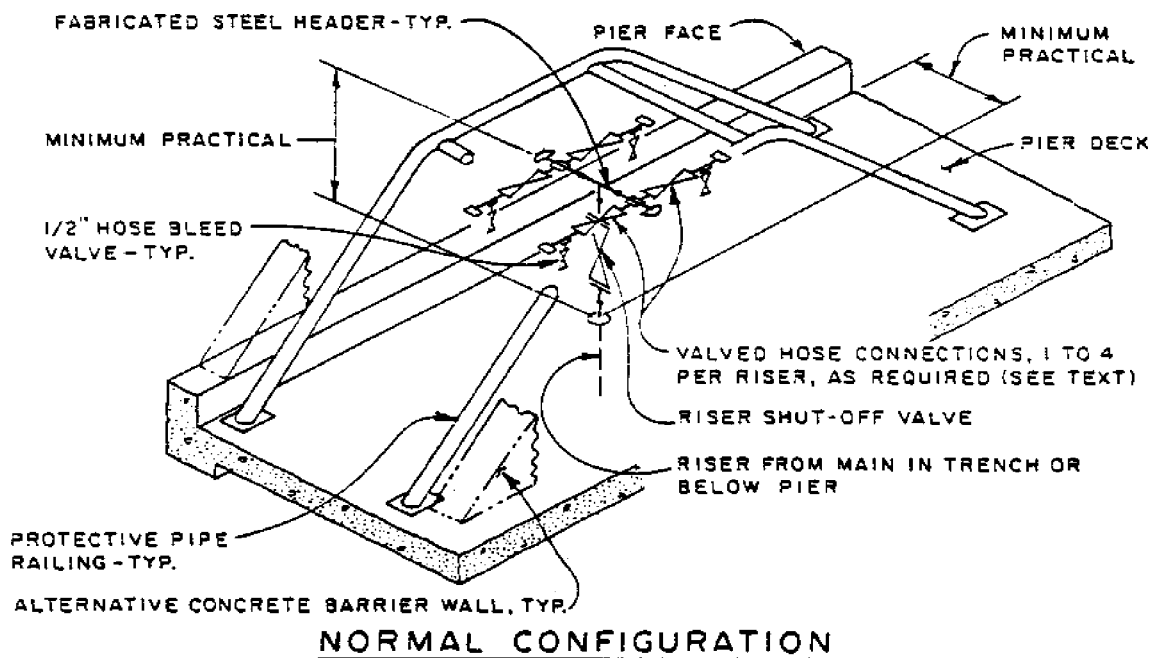 FABRICATED STEEL HEADER-TYP.
PIER FACE
MINIMUM
PRACTICAL
MINIMUM PRACTICAL
PIER DECK
1/2" HOSE BLEED
VALVE-TYP.
VALVED HOSE CONNECTIONS, 1 TO 4
PER RISER, AS REQUIRED (SEE TEXT)
RISER SHUT-OFF VALVE
RISER FROM MAIN IN TRENCH OR
BELOW PIER
PROTECTIVE PIPE
RAILING-TYP.
ALTERNATIVE CONCRETE BARRIER WALL, TYP.
NORMAL CONFIGURATION